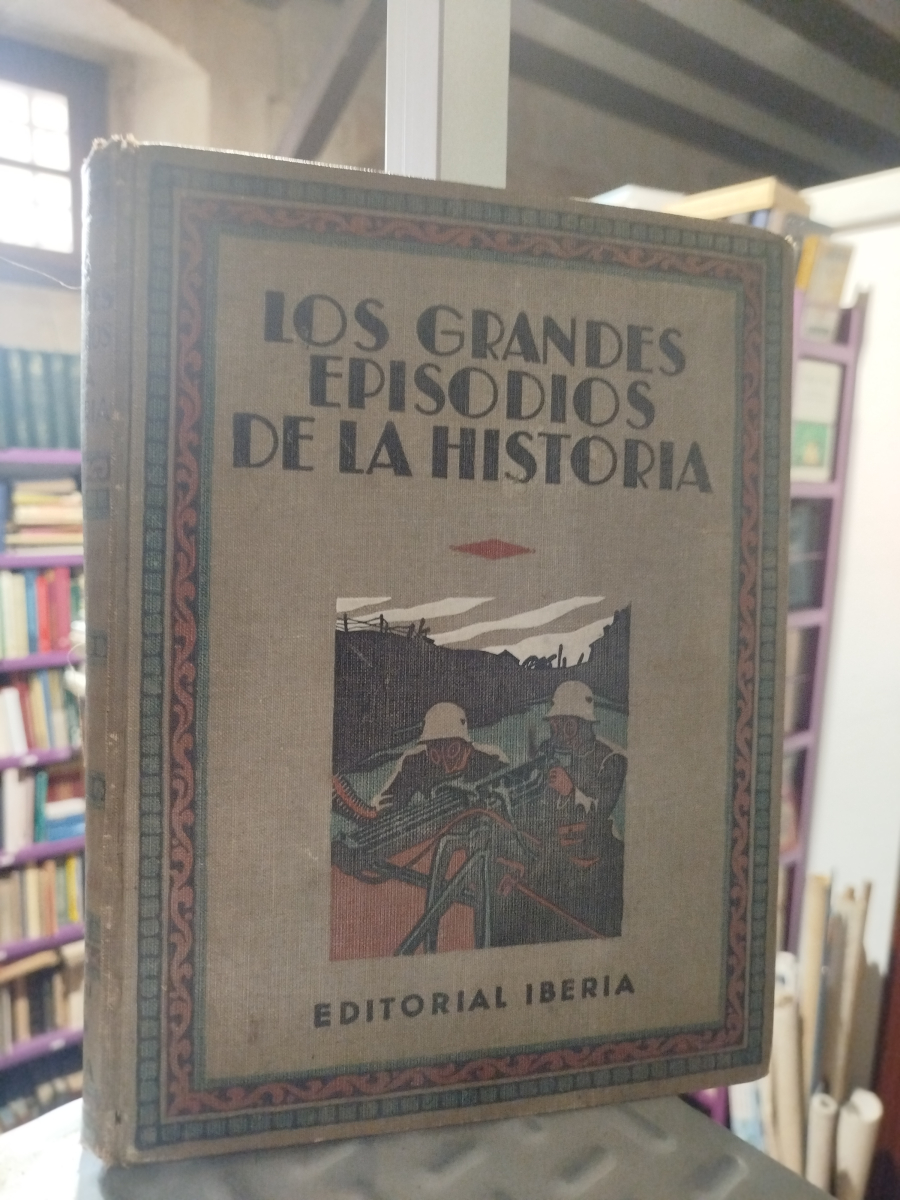 LOS GRANDES
EPISODIOS
DE LA HISTORIA
EDITORIAL IBERIA